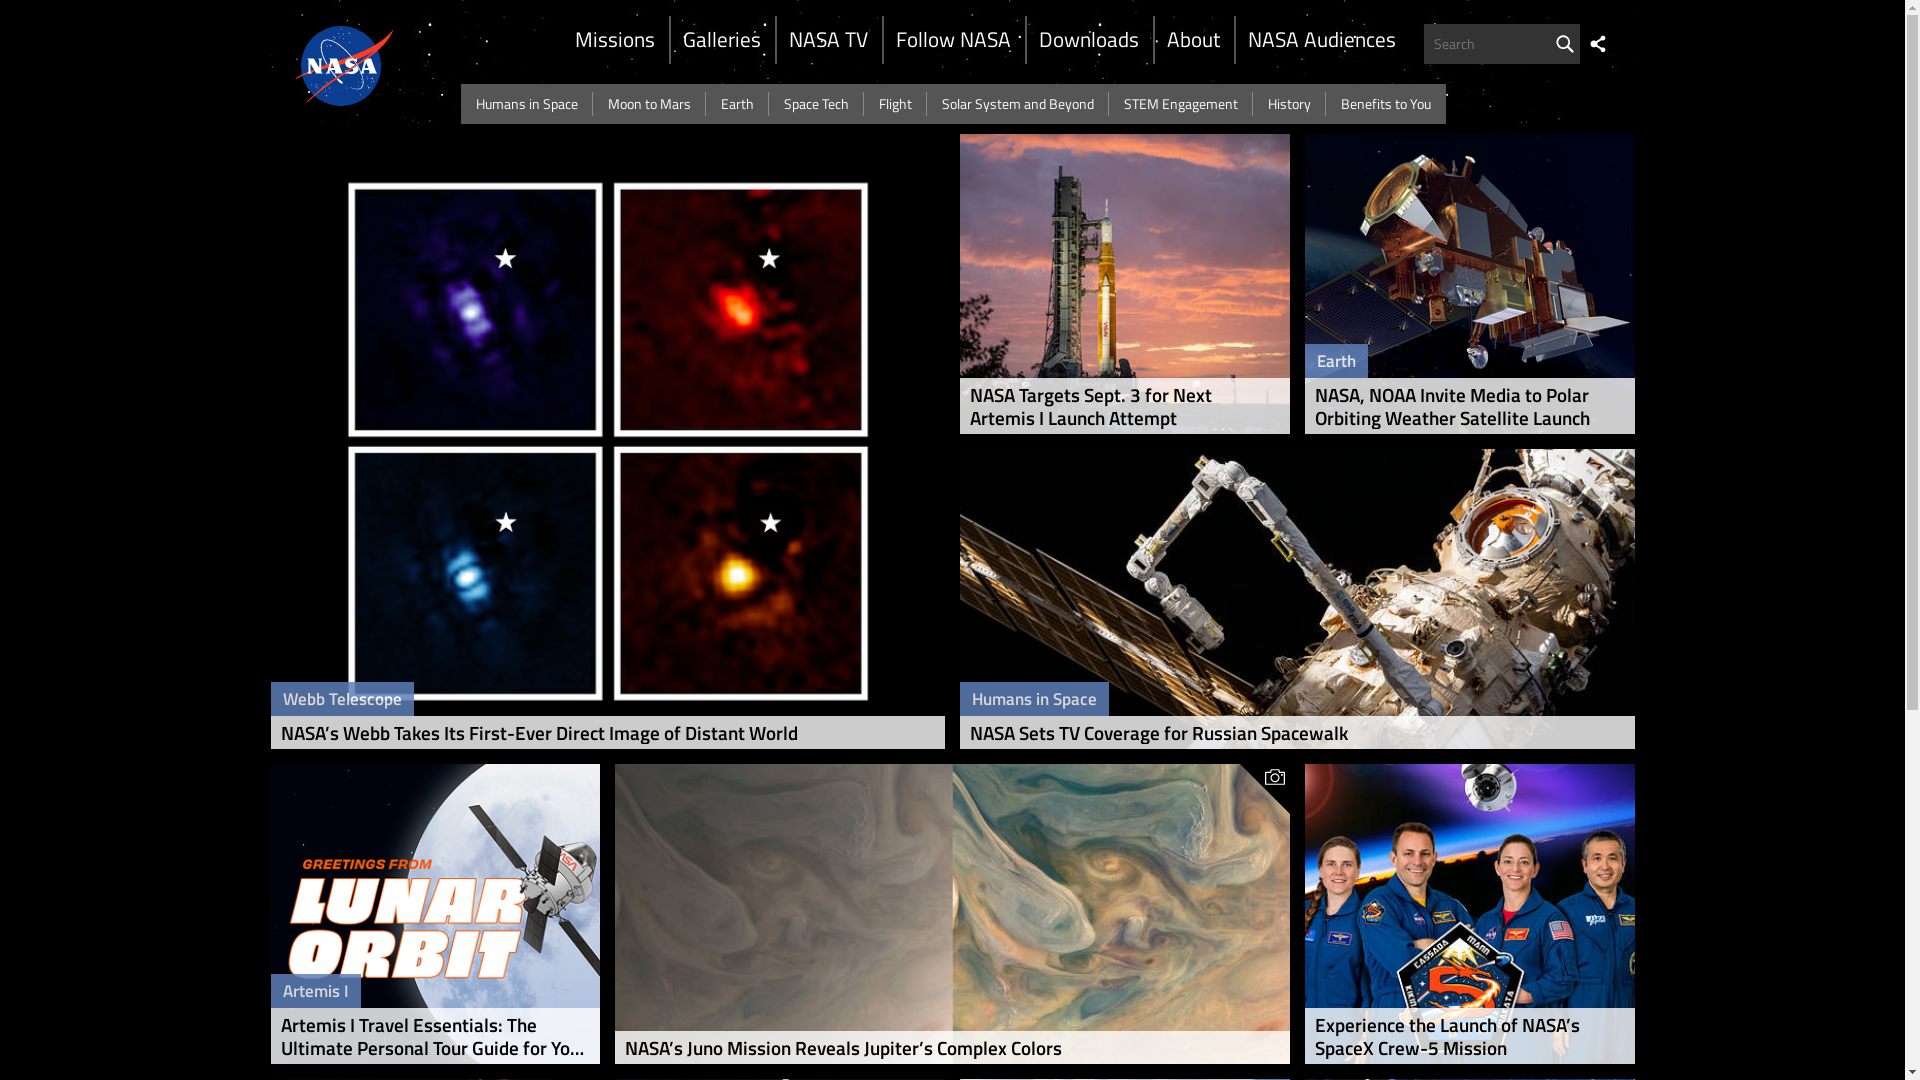 NASA
Missions
Galleries
NASA TV
Follow NASA
Downloads
About
NASA Audiences
Search
Humans in Space
Moon to Mars
Earth
Space Tech
Flight
Solar System and Beyond
STEM Engagement
History
Benefits to You
Webb Telescope
NASA’s Webb Takes Its First-Ever Direct Image of Distant World
NASA Targets Sept. 3 for Next
Artemis I Launch Attempt
Earth
NASA, NOAA Invite Media to Polar
Orbiting Weather Satellite Launch
Humans in Space
NASA Sets TV Coverage for Russian Spacewalk
GREETINGS FROM
LUNAR
ORBIT
Artemis I
Artemis I Travel Essentials: The
Ultimate Personal Tour Guide for Yo...
NASA’s Juno Mission Reveals Jupiter’s Complex Colors
CASSADA
MANN
Experience the Launch of NASA’s
SpaceX Crew-5 Mission